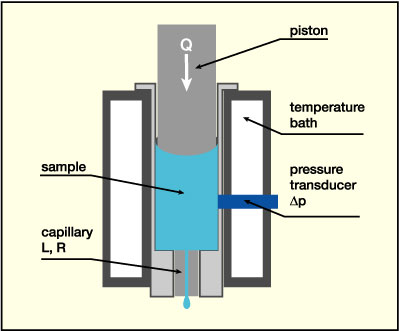 Q
piston
temperature
bath
sample
pressure
transducer
Δp
capillary
L, R